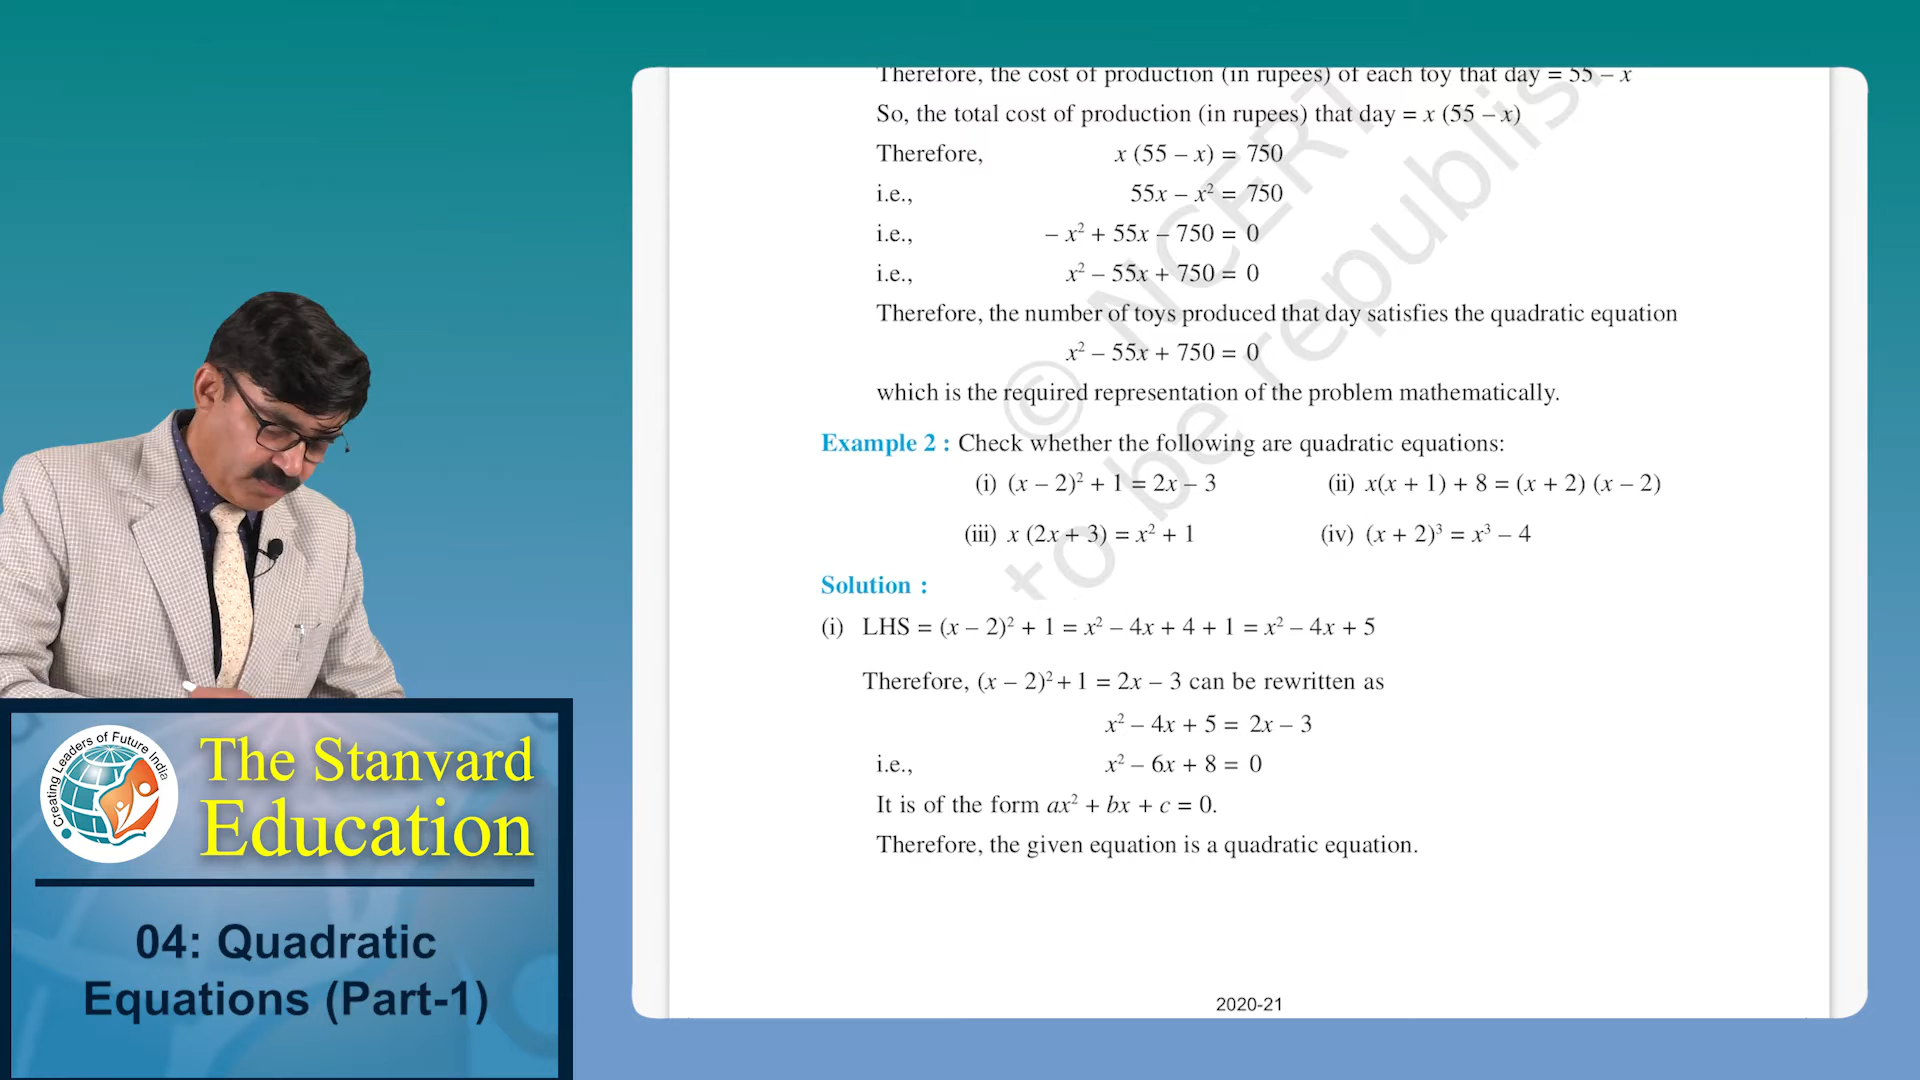 Therefore, the cost of production (in rupees) of each toy that day = 55 – x
So, the total cost of production (in rupees) that day = x (55 – x)
Therefore, x (55 – x) = 750
i.e., 55x – x² = 750
i.e., – x² + 55x – 750 = 0
i.e., x² – 55x + 750 = 0
Therefore, the number of toys produced that day satisfies the quadratic equation
x² – 55x + 750 = 0
which is the required representation of the problem mathematically.
Example 2 : Check whether the following are quadratic equations:
(i) (x – 2)² + 1 = 2x – 3 (ii) x(x + 1) + 8 = (x + 2) (x – 2)
(iii) x (2x + 3) = x² + 1 (iv) (x + 2)³ = x³ – 4
Solution :
(i) LHS = (x – 2)² + 1 = x² – 4x + 4 + 1 = x² – 4x + 5
Therefore, (x – 2)² + 1 = 2x – 3 can be rewritten as
x² – 4x + 5 = 2x – 3
i.e., x² – 6x + 8 = 0
It is of the form ax² + bx + c = 0.
Therefore, the given equation is a quadratic equation.
2020-21
© NCERT
to be republis
Creating Leaders of Future India
The Stanvard
Education
04: Quadratic
Equations (Part-1)